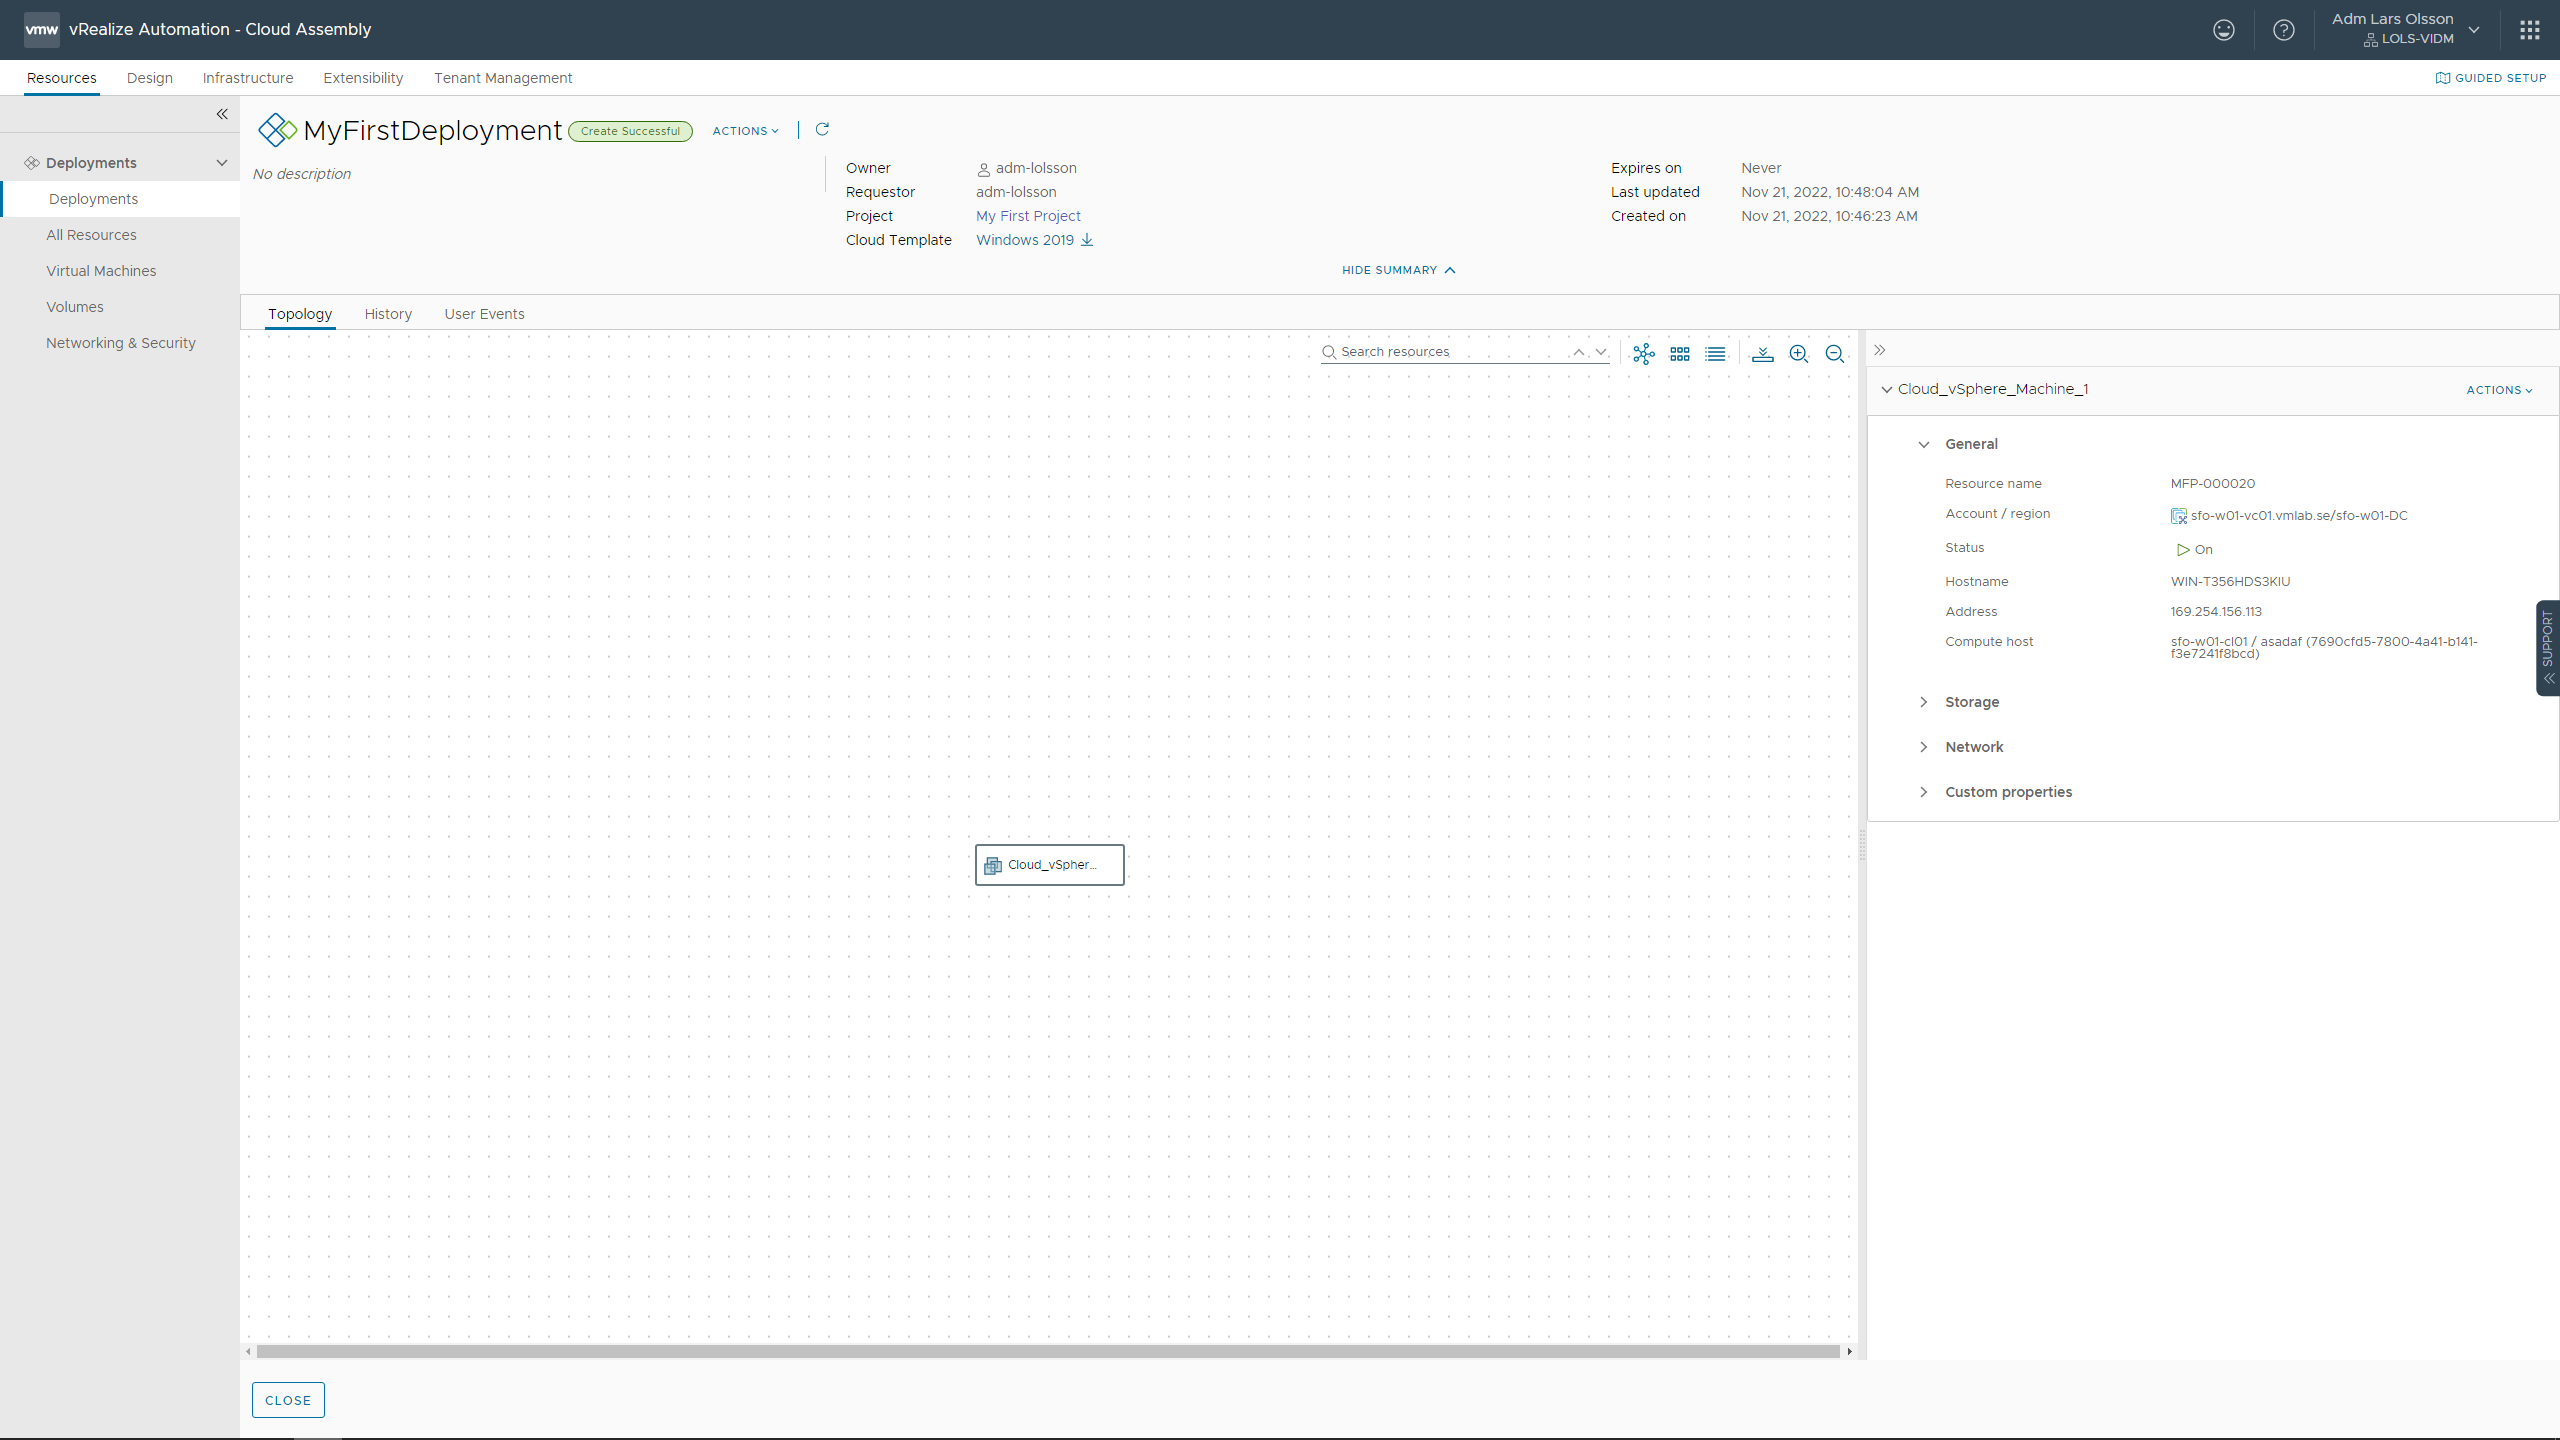 vmw vRealize Automation - Cloud Assembly
Adm Lars Olsson
LOLS-VIDM
Resources Design Infrastructure Extensibility Tenant Management
GUIDED SETUP
Deployments
Deployments
All Resources
Virtual Machines
Volumes
Networking & Security
MyFirstDeployment Create Successful ACTIONS
No description
Owner adm-lolsson
Requestor adm-lolsson
Project My First Project
Cloud Template Windows 2019
Expires on Never
Last updated Nov 21, 2022, 10:48:04 AM
Created on Nov 21, 2022, 10:46:23 AM
HIDE SUMMARY
Topology History User Events
Search resources
Cloud_vSpher...
Cloud_vSphere_Machine_1 ACTIONS
General
Resource name MFP-000020
Account / region sfo-w01-vc01.vmlab.se/sfo-w01-DC
Status On
Hostname WIN-T356HDS3KIU
Address 169.254.156.113
Compute host sfo-w01-cl01 / asadaf (7690cfd5-7800-4a41-b141-
f3e7241f8bcd)
Storage
Network
Custom properties
SUPPORT
CLOSE